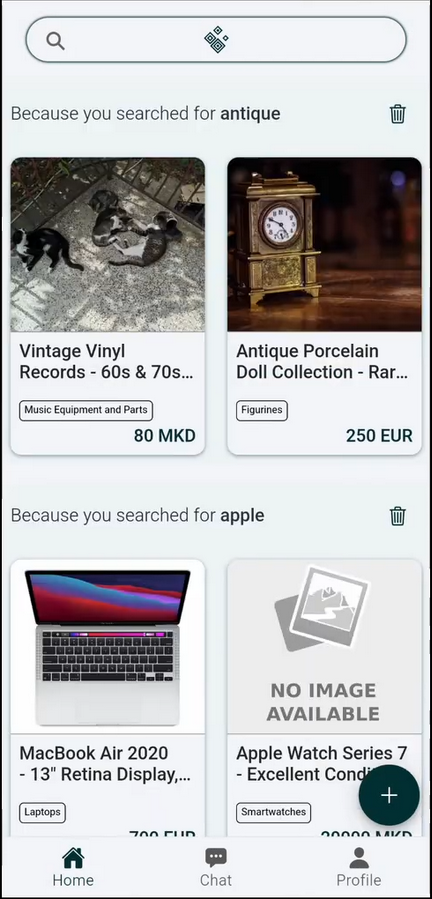 Because you searched for antique
Vintage Vinyl
Records - 60s & 70s...
Music Equipment and Parts
80 MKD
Antique Porcelain
Doll Collection - Rar...
Figurines
250 EUR
Because you searched for apple
NO IMAGE
AVAILABLE
MacBook Air 2020
- 13" Retina Display,...
Laptops
700 EUR
Apple Watch Series 7
- Excellent Condi
Smartwatches
MKD
Home
Chat
Profile